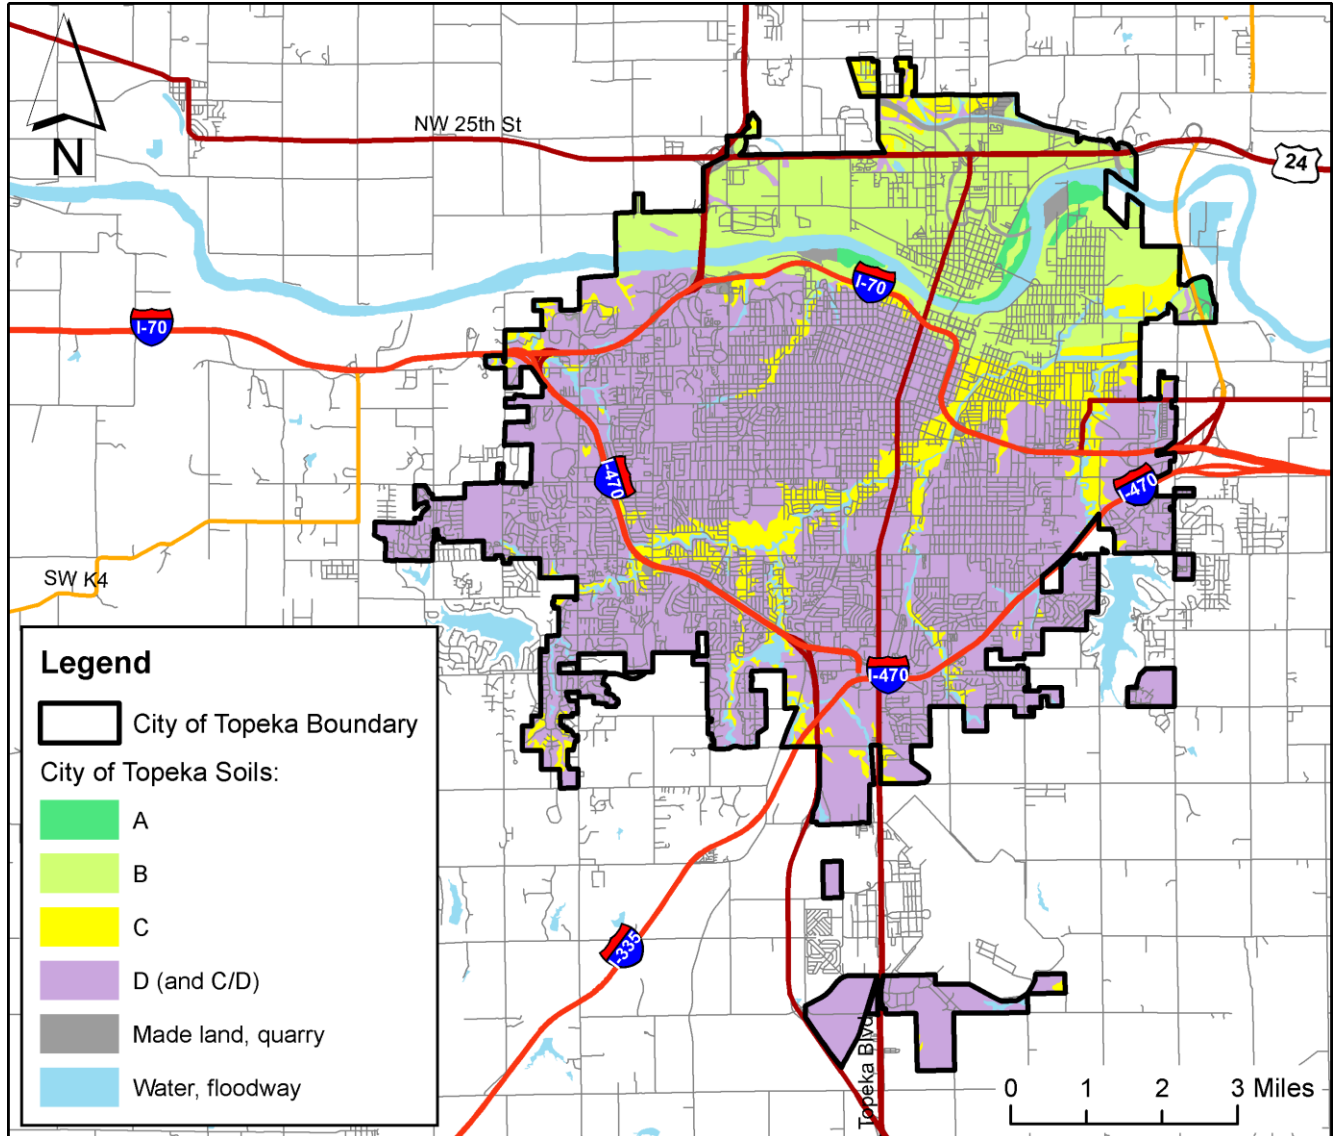 N
NW 25th St
24
I-70
I-70
I-470
I-470
SW K4
I-470
I-335
Topeka Blvd
Legend
City of Topeka Boundary
City of Topeka Soils:
A
B
C
D (and C/D)
Made land, quarry
Water, floodway
0 1 2 3 Miles